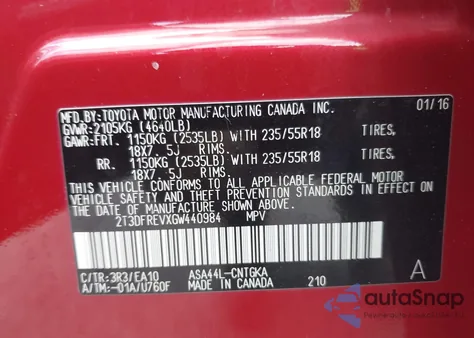 MFD.BY:TOYOTA MOTOR MANUFACTURING CANADA INC. 01/16
GVWR:2105KG (4640LB)
GAWR:FRT. 1150KG (2535LB) WITH 235/55R18 TIRES,
18X7. 5J RIMS.
RR. 1150KG (2535LB) WITH 235/55R18 TIRES,
18X7. 5J RIMS.
THIS VEHICLE CONFORMS TO ALL APPLICABLE FEDERAL MOTOR
VEHICLE SAFETY AND THEFT PREVENTION STANDARDS IN EFFECT ON
THE DATE OF MANUFACTURE SHOWN ABOVE.
2T3DFREVXGW440984 MPV
C/TR:3R3/EA10 ASA44L-CNTGKA A
A/TM:-01A/U760F MADE IN CANADA 210
autoSnap